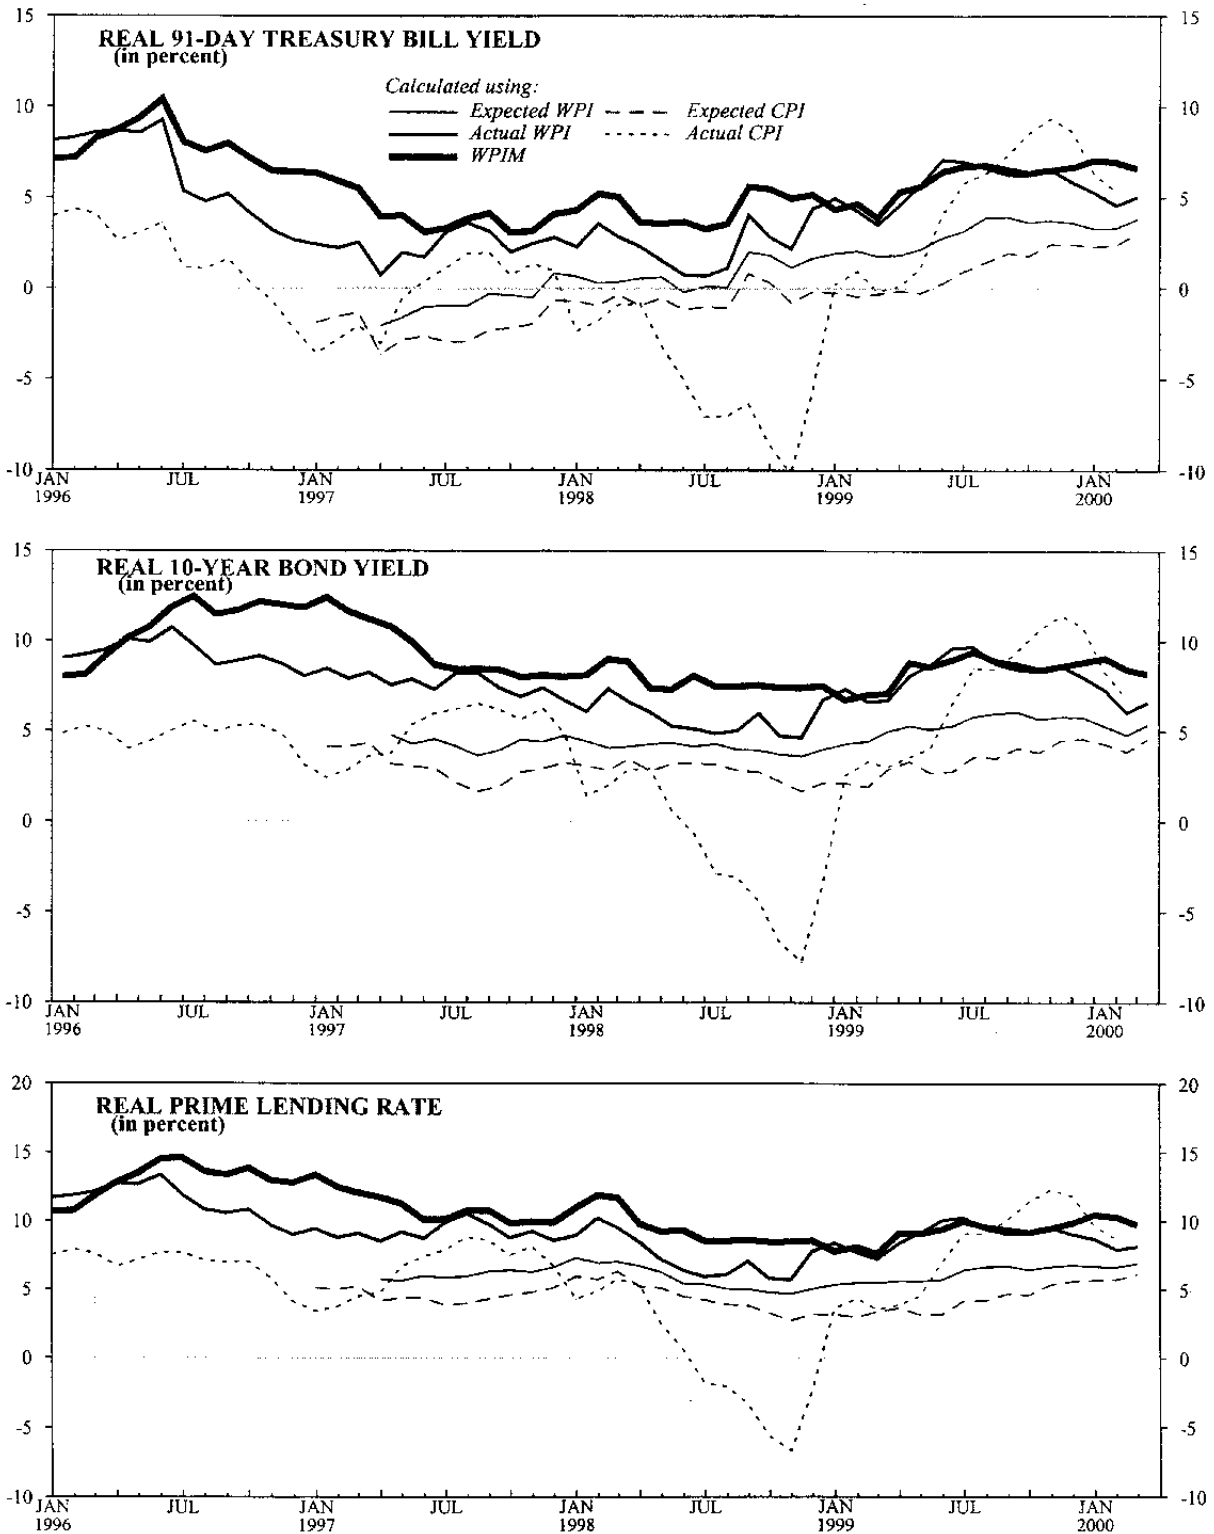 15 15
REAL 91-DAY TREASURY BILL YIELD
(in percent)
Calculated using:
Expected WPI Expected CPI
10 10
Actual WPI Actual CPI
WPIM
5 5
0 0
-5 -5
-10 -10
JAN JUL JAN JUL JAN JUL JAN JUL JAN
1996 1997 1998 1999 2000
15 15
REAL 10-YEAR BOND YIELD
(in percent)
10 10
5 5
0 0
-5 -5
-10 -10
JAN JUL JAN JUL JAN JUL JAN JUL JAN
1996 1997 1998 1999 2000
20 20
REAL PRIME LENDING RATE
(in percent)
15 15
10 10
5 5
0 0
-5 -5
-10 -10
JAN JUL JAN JUL JAN JUL JAN JUL JAN
1996 1997 1998 1999 2000